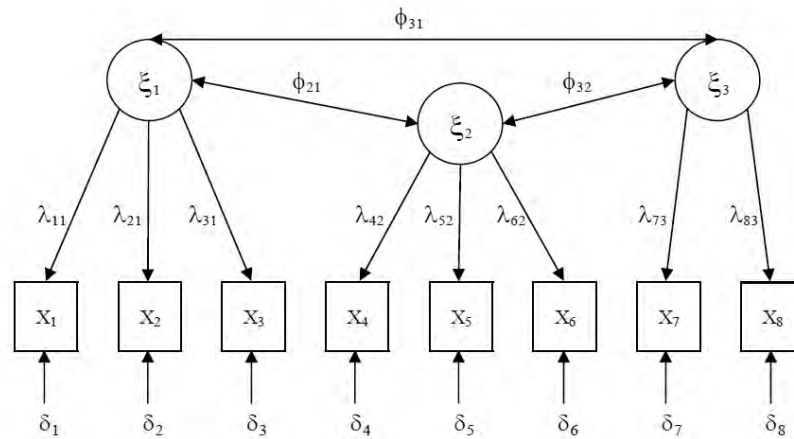 ϕ₃₁
ξ₁ ϕ₂₁ ϕ₃₂ ξ₃
ξ₂
λ₁₁ λ₂₁ λ₃₁ λ₄₂ λ₅₂ λ₆₂ λ₇₃ λ₈₃
X₁ X₂ X₃ X₄ X₅ X₆ X₇ X₈
δ₁ δ₂ δ₃ δ₄ δ₅ δ₆ δ₇ δ₈